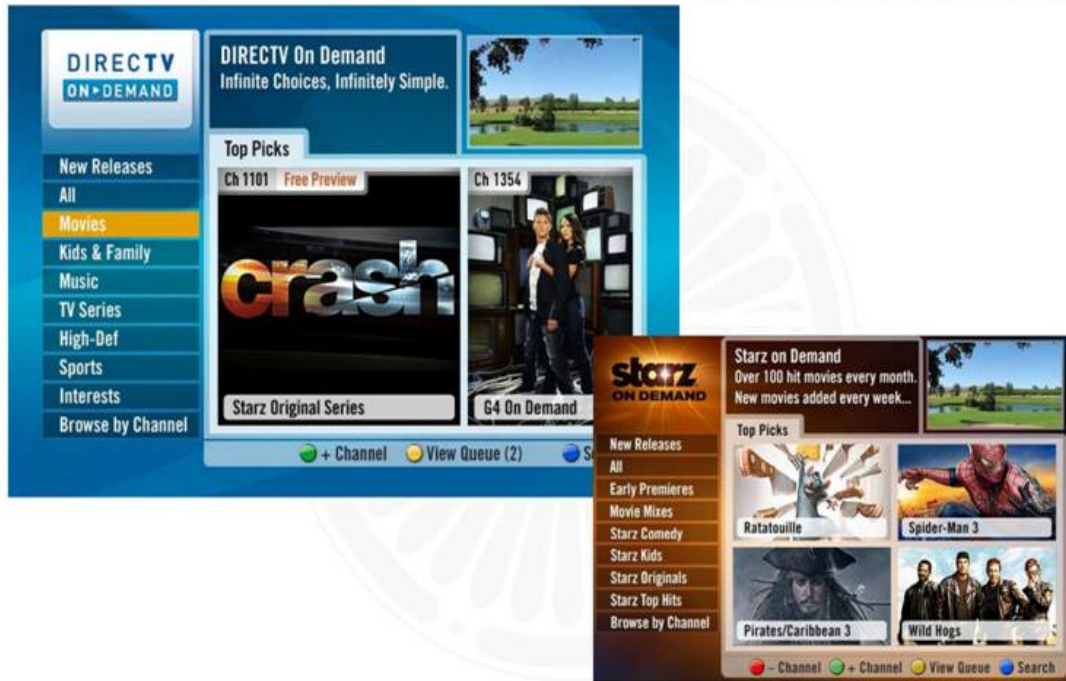 DIRECTV
ON DEMAND
DIRECTV On Demand
Infinite Choices, Infinitely Simple.
New Releases
All
Movies
Kids & Family
Music
TV Series
High-Def
Sports
Interests
Browse by Channel
Top Picks
Ch 1101 Free Preview
crash
Starz Original Series
Ch 1354
G4 On Demand
+ Channel
View Queue (2)
starz
ON DEMAND
Starz on Demand
Over 100 hit movies every month.
New movies added every week...
New Releases
All
Early Premieres
Movie Mixes
Starz Comedy
Starz Kids
Starz Originals
Starz Top Hits
Browse by Channel
Top Picks
Ratatouille
Spider-Man 3
Pirates/Caribbean 3
Wild Hogs
– Channel
+ Channel
View Queue
Search